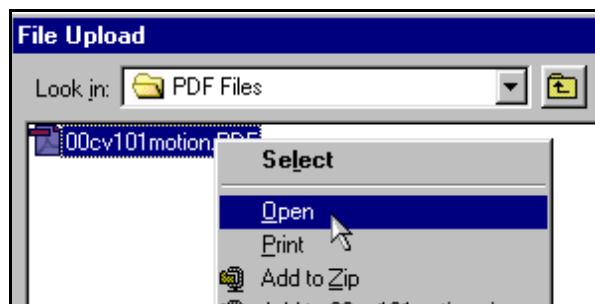 File Upload
Look in: PDF Files
00cv101motion.PDF
Select
Open
Print
Add to Zip